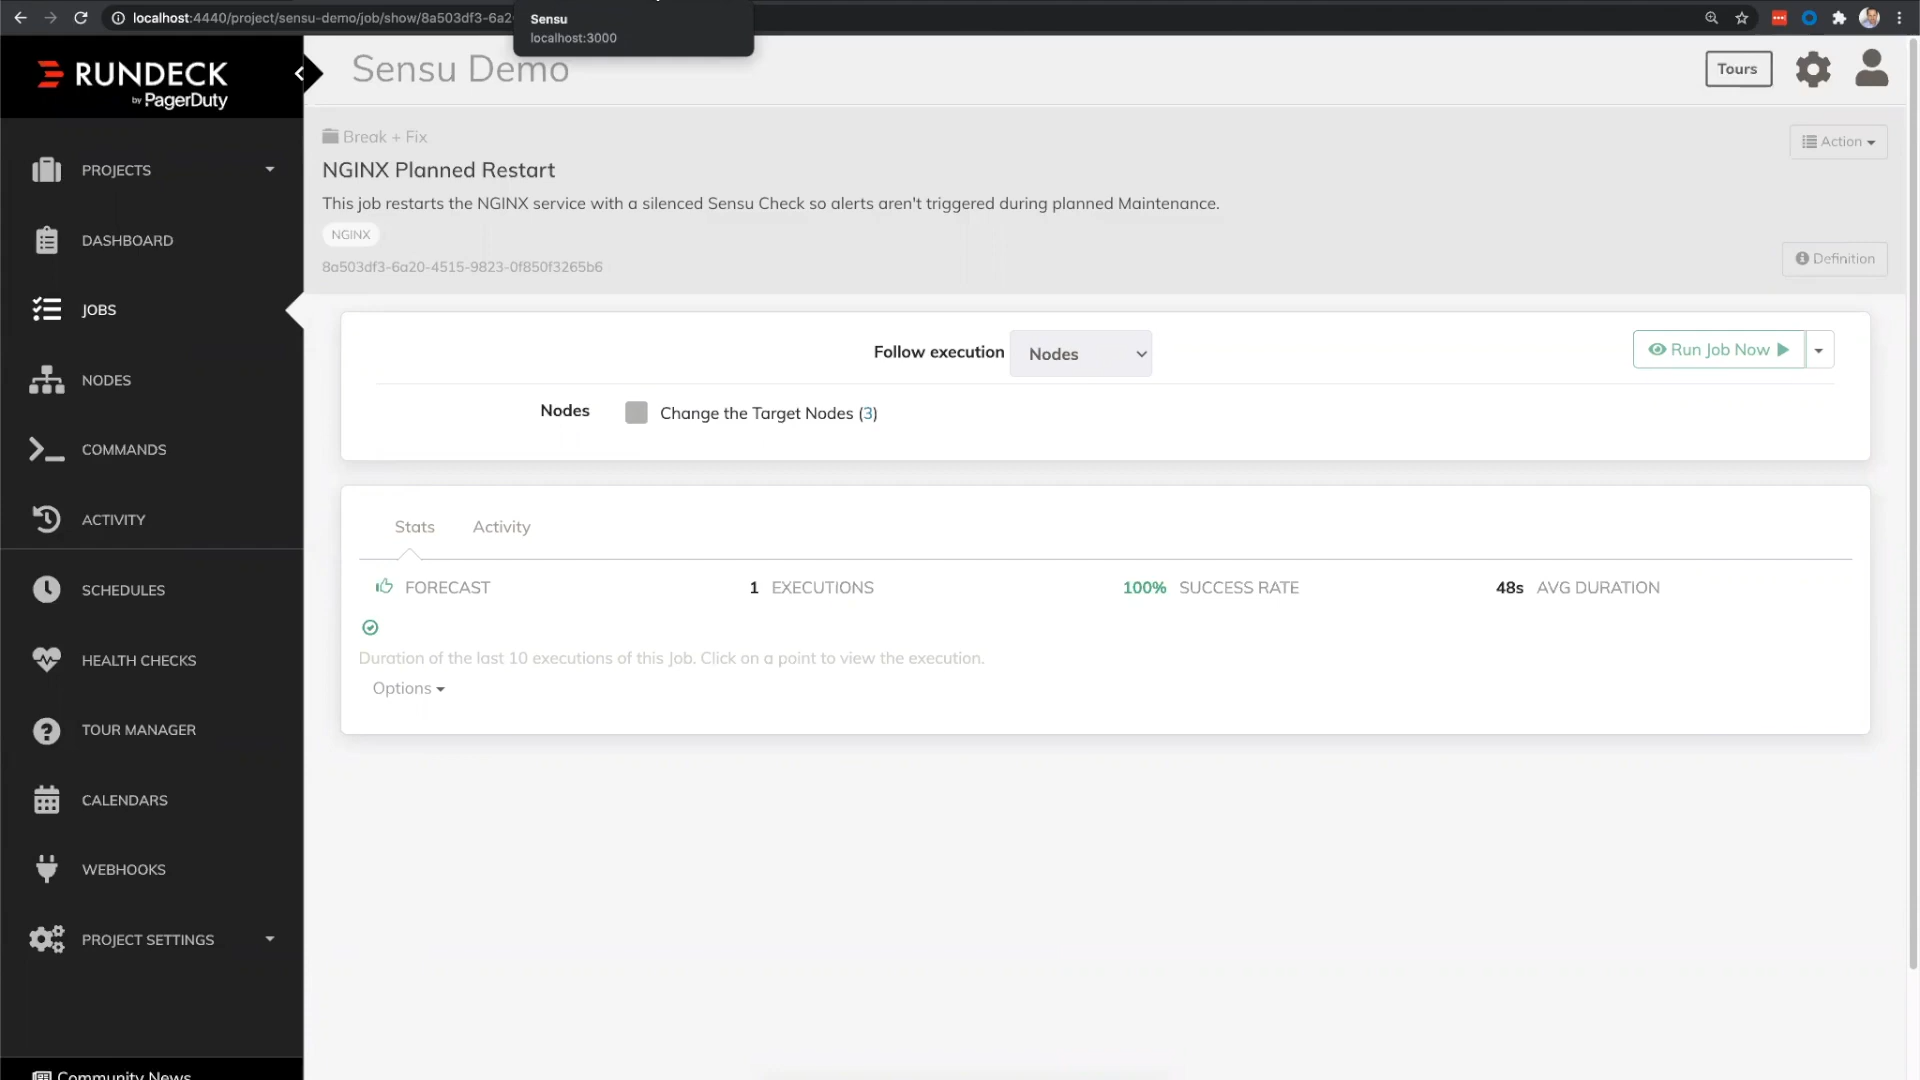 localhost:4440/project/sensu-demo/job/show/8a503df3-6a2
Sensu
localhost:3000
RUNDECK
by PagerDuty
Sensu Demo
Tours
PROJECTS
DASHBOARD
JOBS
NODES
COMMANDS
ACTIVITY
SCHEDULES
HEALTH CHECKS
TOUR MANAGER
CALENDARS
WEBHOOKS
PROJECT SETTINGS
Community News
Break + Fix
Action
NGINX Planned Restart
This job restarts the NGINX service with a silenced Sensu Check so alerts aren't triggered during planned Maintenance.
NGINX
8a503df3-6a20-4515-9823-0f850f3265b6
Definition
Follow execution Nodes
Run Job Now
Nodes Change the Target Nodes (3)
Stats Activity
FORECAST 1 EXECUTIONS 100% SUCCESS RATE 48s AVG DURATION
Duration of the last 10 executions of this Job. Click on a point to view the execution.
Options